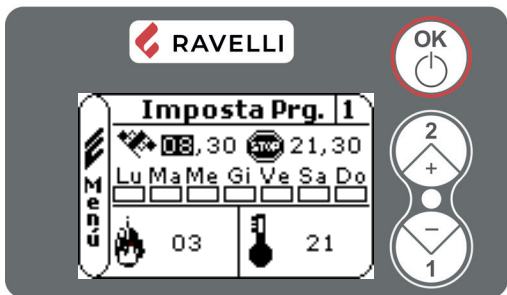 RAVELLI
OK
Imposta Prg. 1
08,30 STOP 21,30
Lu Ma Me Gi Ve Sa Do
Menú
03 21
2
+
−
1